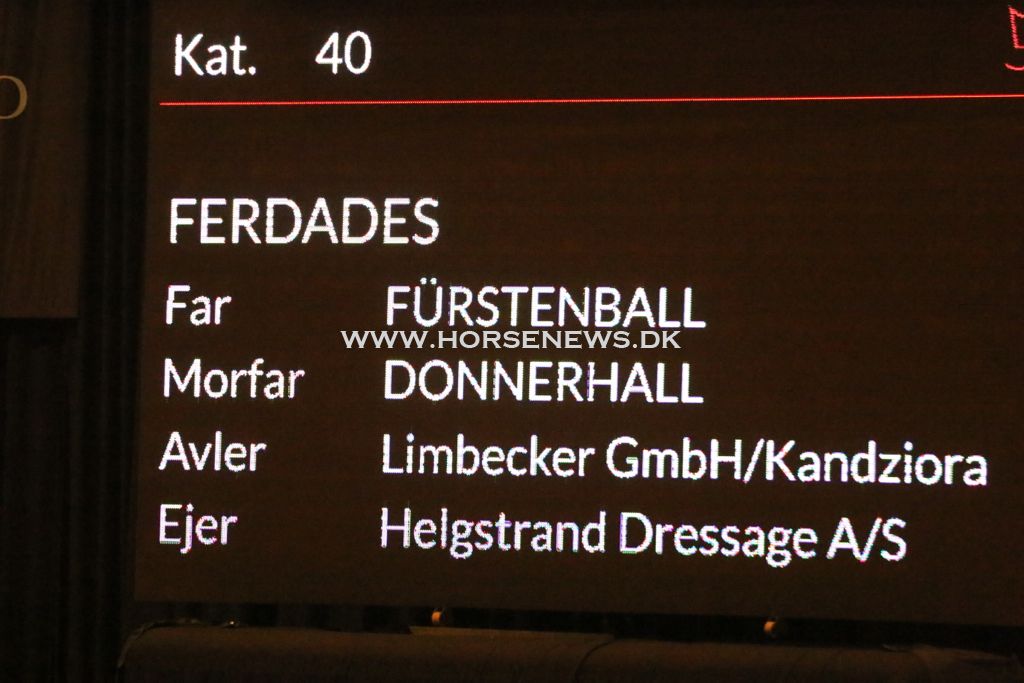 Kat. 40
FERDADES
Far FÜRSTENBALL
WWW.HORSENEWS.DK
Morfar DONNERHALL
Avler Limbecker GmbH/Kandziora
Ejer Helgstrand Dressage A/S